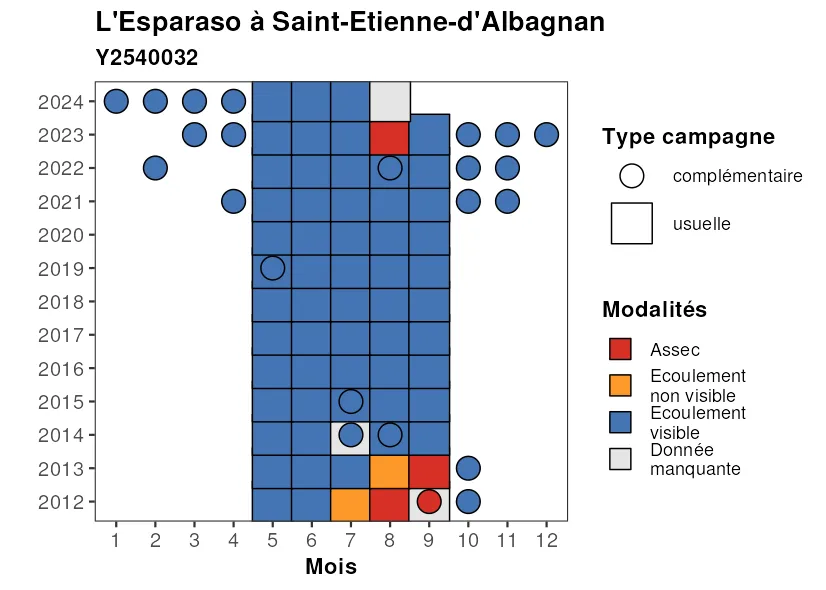 L'Esparaso à Saint-Etienne-d'Albagnan
Y2540032
2024
2023
2022
2021
2020
2019
2018
2017
2016
2015
2014
2013
2012
1 2 3 4 5 6 7 8 9 10 11 12
Mois
Type campagne
complémentaire
usuelle
Modalités
Assec
Ecoulement
non visible
Ecoulement
visible
Donnée
manquante